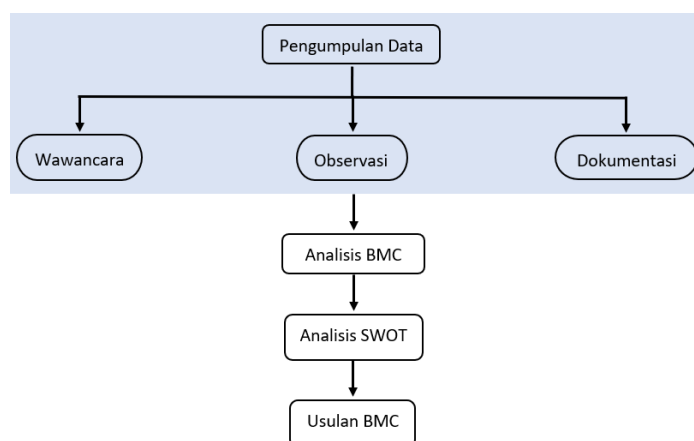 Pengumpulan Data
Wawancara
Observasi
Dokumentasi
Analisis BMC
Analisis SWOT
Usulan BMC